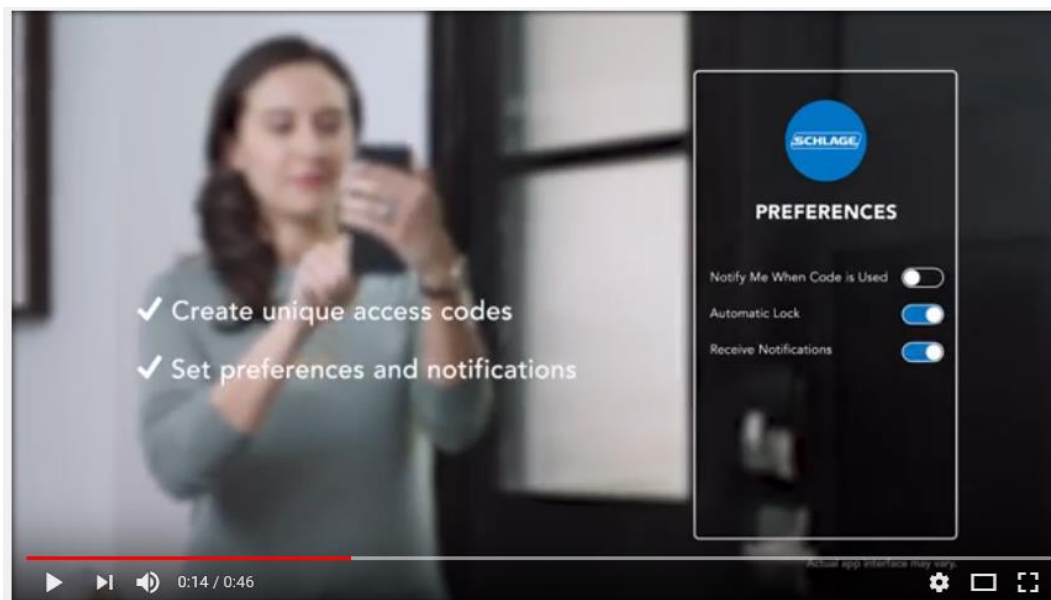 SCHLAGE
PREFERENCES
Notify Me When Code is Used
Automatic Lock
Receive Notifications
✓ Create unique access codes
✓ Set preferences and notifications
Actual app interface may vary.
0:14 / 0:46